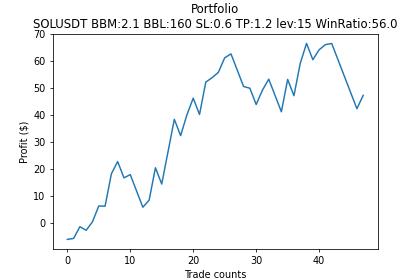 Portfolio
SOLUSDT BBM:2.1 BBL:160 SL:0.6 TP:1.2 lev:15 WinRatio:56.0
70
60
50
40
30
20
10
0
Profit ($)
0 10 20 30 40
Trade counts